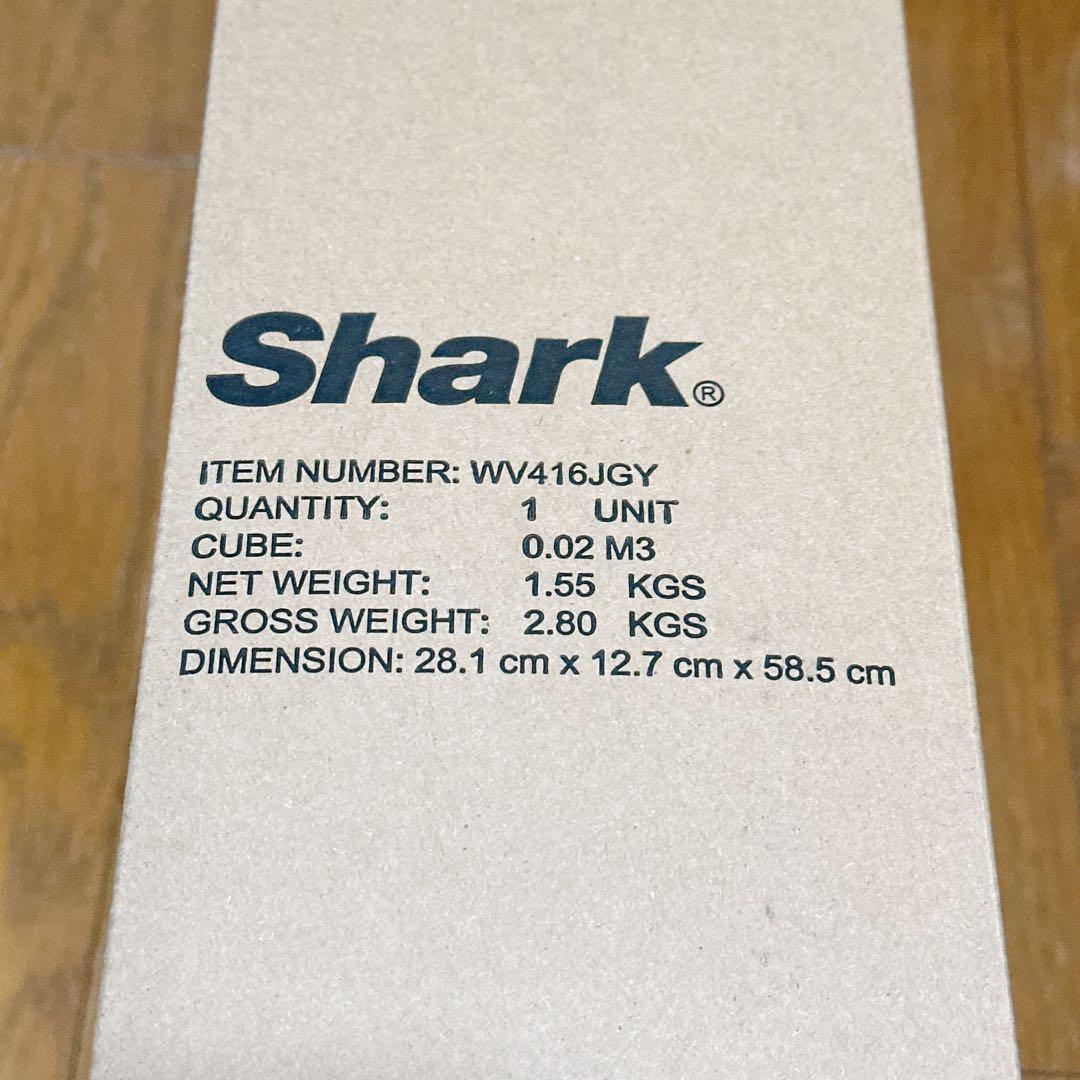 Shark®
ITEM NUMBER: WV416JGY
QUANTITY: 1 UNIT
CUBE: 0.02 M3
NET WEIGHT: 1.55 KGS
GROSS WEIGHT: 2.80 KGS
DIMENSION: 28.1 cm x 12.7 cm x 58.5 cm